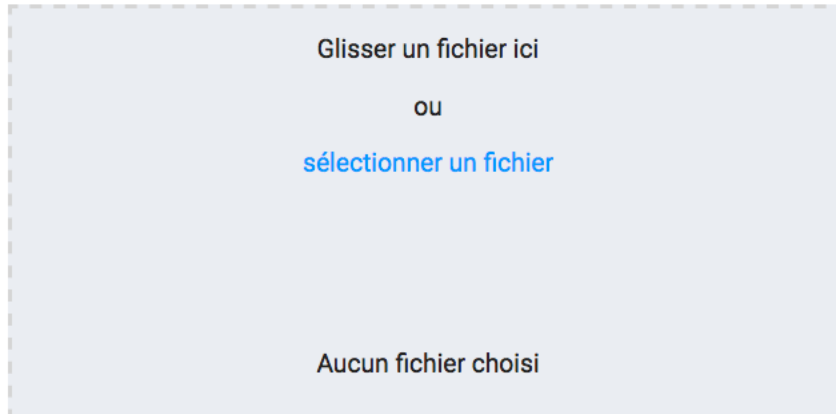 Glisser un fichier ici
ou
sélectionner un fichier
Aucun fichier choisi